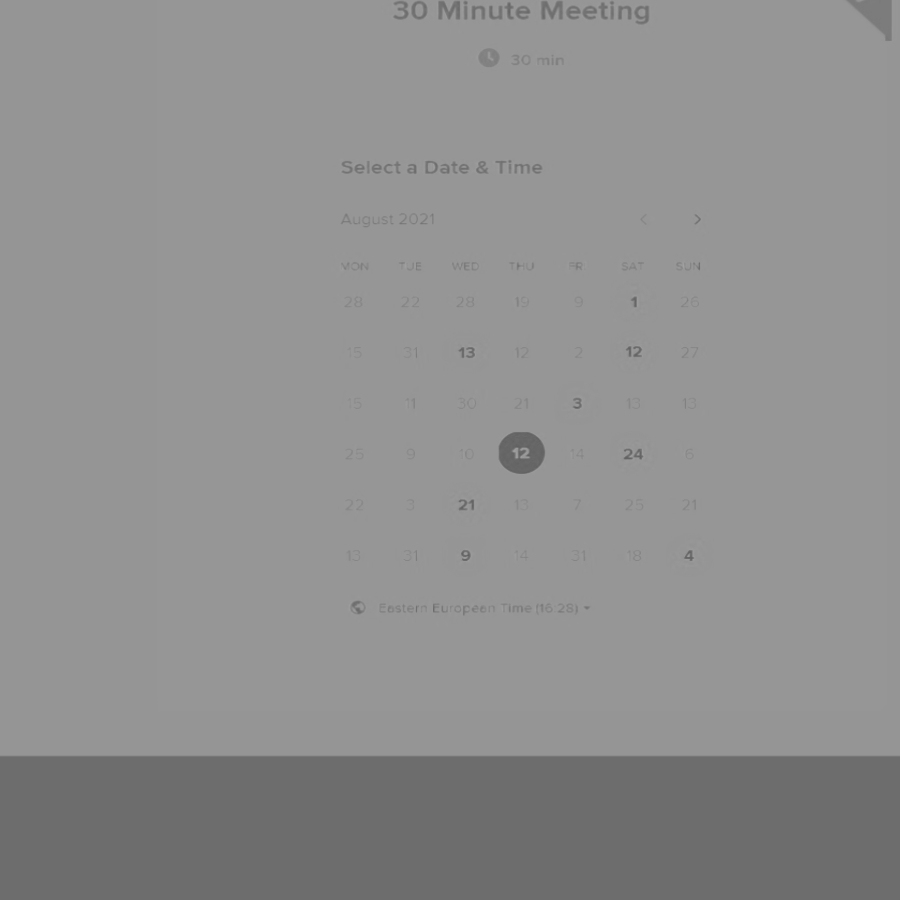 30 Minute Meeting
30 min
Select a Date & Time
August 2021
MON TUE WED THU FR SAT SUN
28 22 28 19 9 1 26
15 31 13 12 2 12 27
15 11 30 21 3 13 13
25 9 10 12 14 24 6
22 3 21 13 7 25 21
13 31 9 14 31 18 4
Eastern European Time (16:28)